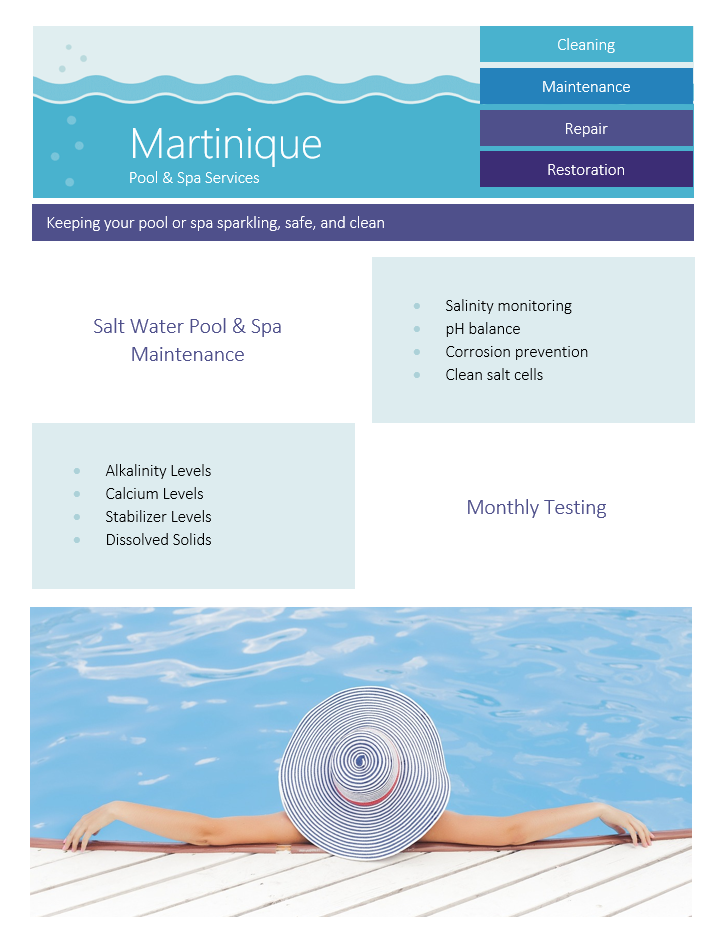 Cleaning
Maintenance
Repair
Restoration
Martinique
Pool & Spa Services
Keeping your pool or spa sparkling, safe, and clean
Salt Water Pool & Spa
Maintenance
Salinity monitoring
pH balance
Corrosion prevention
Clean salt cells
Alkalinity Levels
Calcium Levels
Stabilizer Levels
Dissolved Solids
Monthly Testing